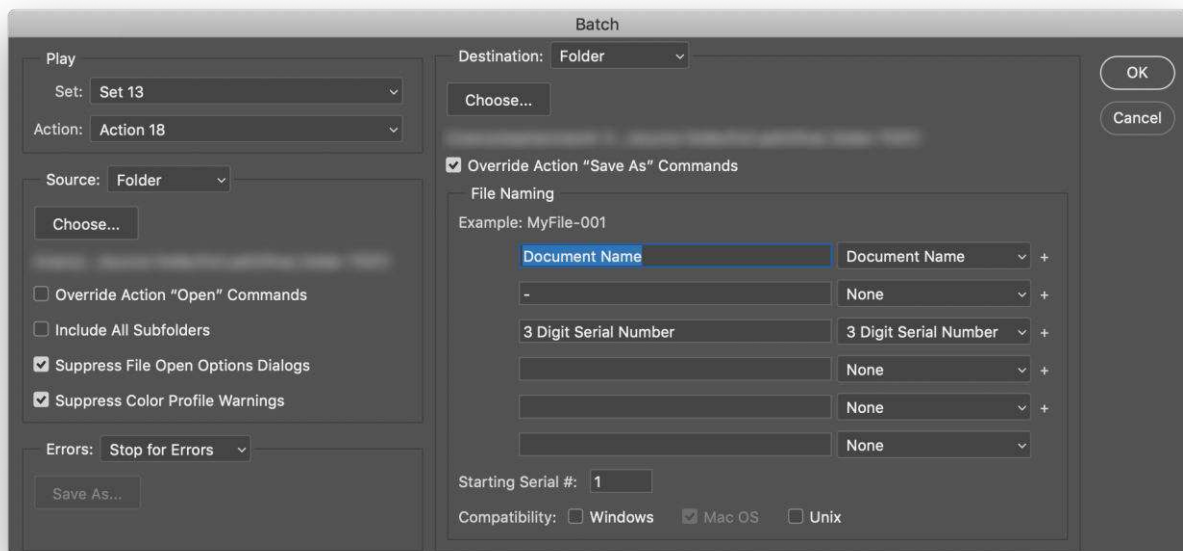 Batch
Play
Set: Set 13
Action: Action 18
Source: Folder
Choose...
Override Action “Open” Commands
Include All Subfolders
Suppress File Open Options Dialogs
Suppress Color Profile Warnings
Errors: Stop for Errors
Save As...
Destination: Folder
Choose...
Override Action “Save As” Commands
File Naming
Example: MyFile-001
Document Name Document Name +
- None +
3 Digit Serial Number 3 Digit Serial Number +
None +
None +
None
Starting Serial #: 1
Compatibility: Windows Mac OS Unix
OK
Cancel